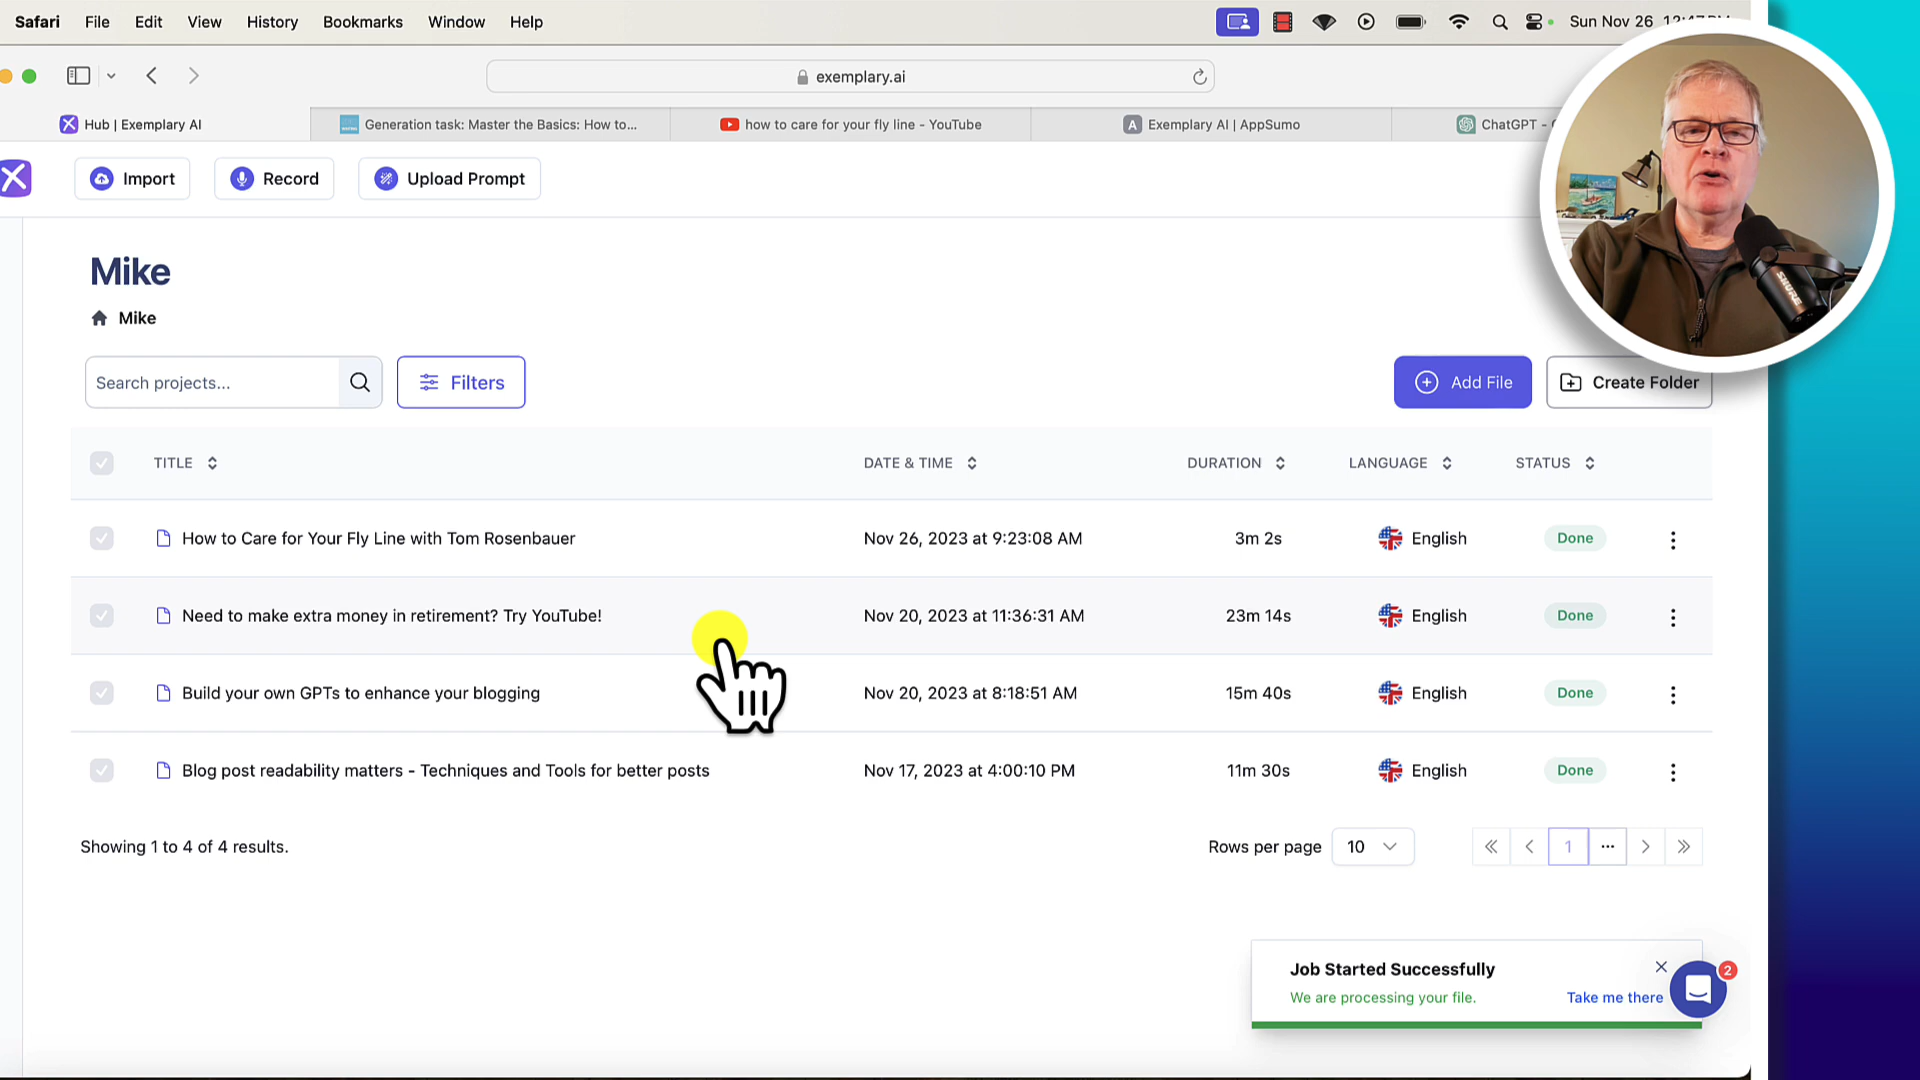 Safari File Edit View History Bookmarks Window Help Sun Nov 26
exemplary.ai
Hub | Exemplary AI Generation task: Master the Basics: How to... how to care for your fly line - YouTube Exemplary AI | AppSumo ChatGPT -
Import Record Upload Prompt
Mike
Mike
Search projects... Filters Add File Create Folder
TITLE DATE & TIME DURATION LANGUAGE STATUS
How to Care for Your Fly Line with Tom Rosenbauer Nov 26, 2023 at 9:23:08 AM 3m 2s English Done
Need to make extra money in retirement? Try YouTube! Nov 20, 2023 at 11:36:31 AM 23m 14s English Done
Build your own GPTs to enhance your blogging Nov 20, 2023 at 8:18:51 AM 15m 40s English Done
Blog post readability matters - Techniques and Tools for better posts Nov 17, 2023 at 4:00:10 PM 11m 30s English Done
Showing 1 to 4 of 4 results. Rows per page 10 1 ...
Job Started Successfully
We are processing your file. Take me there
2
SHURE